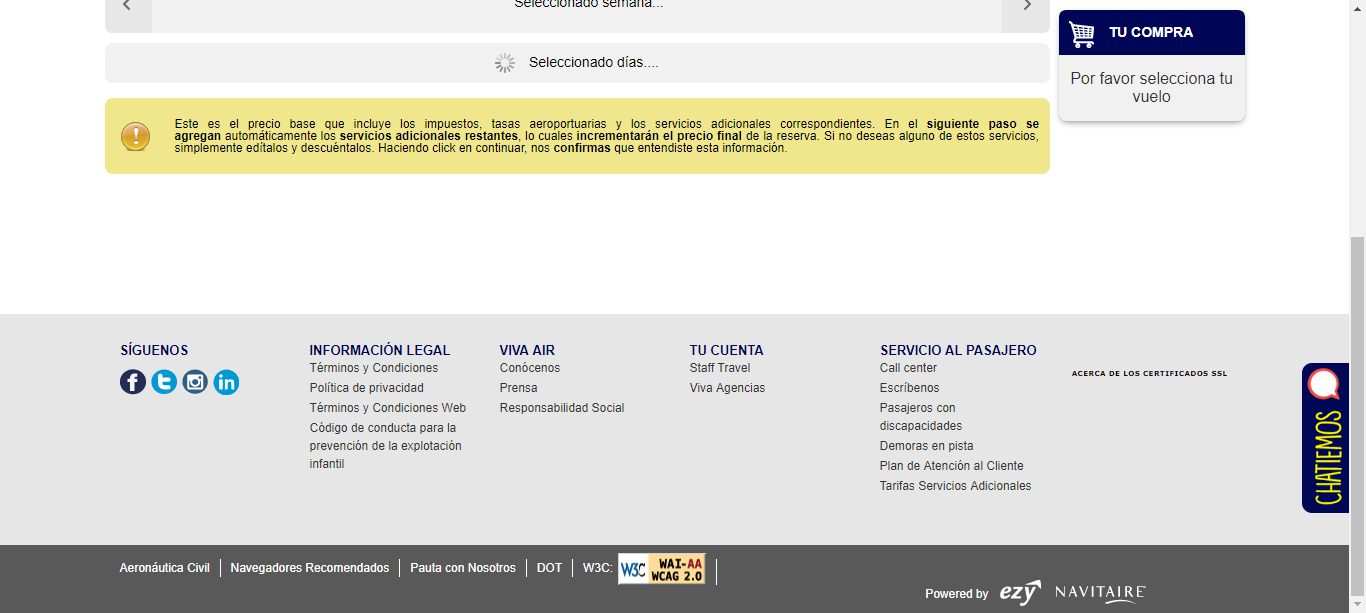 Seleccionado semana...
Seleccionado días....
TU COMPRA
Por favor selecciona tu
vuelo
Este es el precio base que incluye los impuestos, tasas aeroportuarias y los servicios adicionales correspondientes. En el siguiente paso se
agregan automáticamente los servicios adicionales restantes, lo cuales incrementarán el precio final de la reserva. Si no deseas alguno de estos servicios,
simplemente edítalos y descuéntalos. Haciendo click en continuar, nos confirmas que entendiste esta información.
SÍGUENOS
INFORMACIÓN LEGAL
Términos y Condiciones
Política de privacidad
Términos y Condiciones Web
Código de conducta para la
prevención de la explotación
infantil
VIVA AIR
Conócenos
Prensa
Responsabilidad Social
TU CUENTA
Staff Travel
Viva Agencias
SERVICIO AL PASAJERO
Call center
Escríbenos
Pasajeros con
discapacidades
Demoras en pista
Plan de Atención al Cliente
Tarifas Servicios Adicionales
ACERCA DE LOS CERTIFICADOS SSL
CHATIEMOS
Aeronáutica Civil
Navegadores Recomendados
Pauta con Nosotros
DOT
W3C:
W3C WAI-AA
WCAG 2.0
Powered by ezy NAVITAIRE